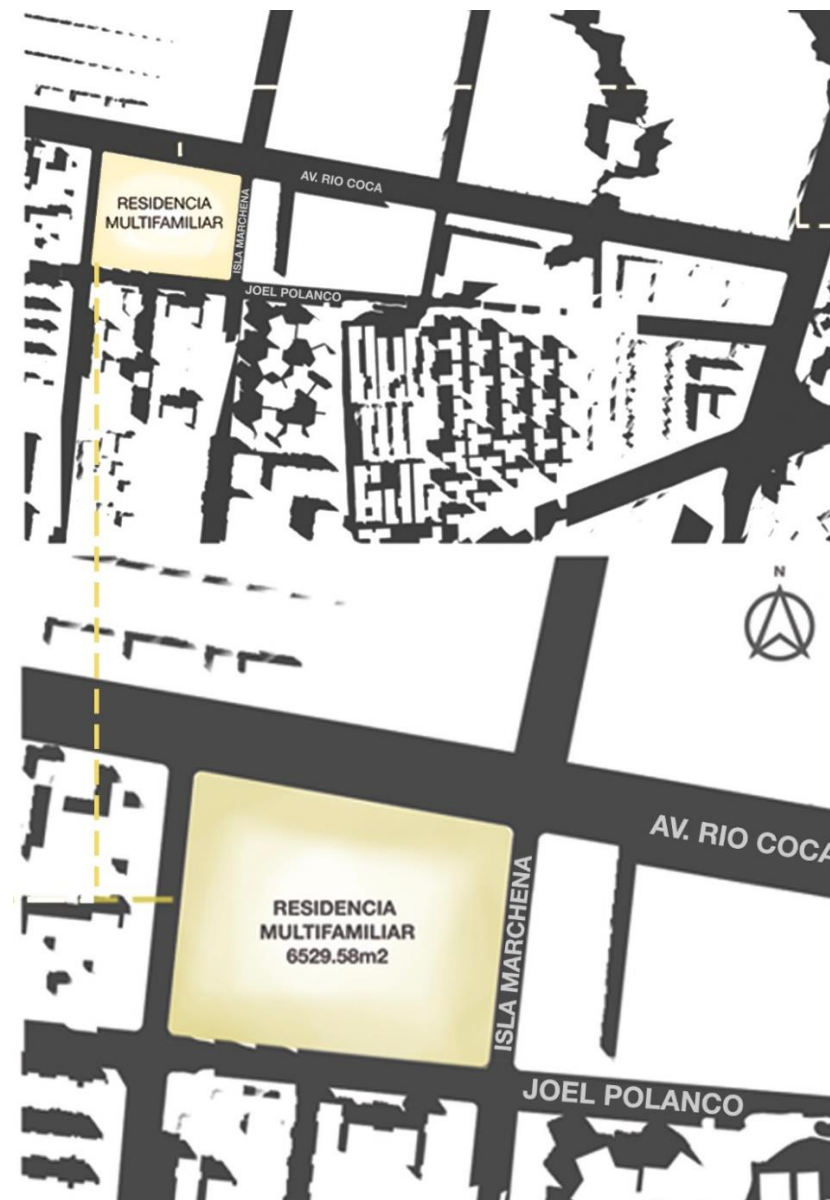 AV. RIO COCA
RESIDENCIA
MULTIFAMILIAR
ISLA MARCHENA
JOEL POLANCO
N
AV. RIO COCA
RESIDENCIA
MULTIFAMILIAR
6529.58m2
ISLA MARCHENA
JOEL POLANCO